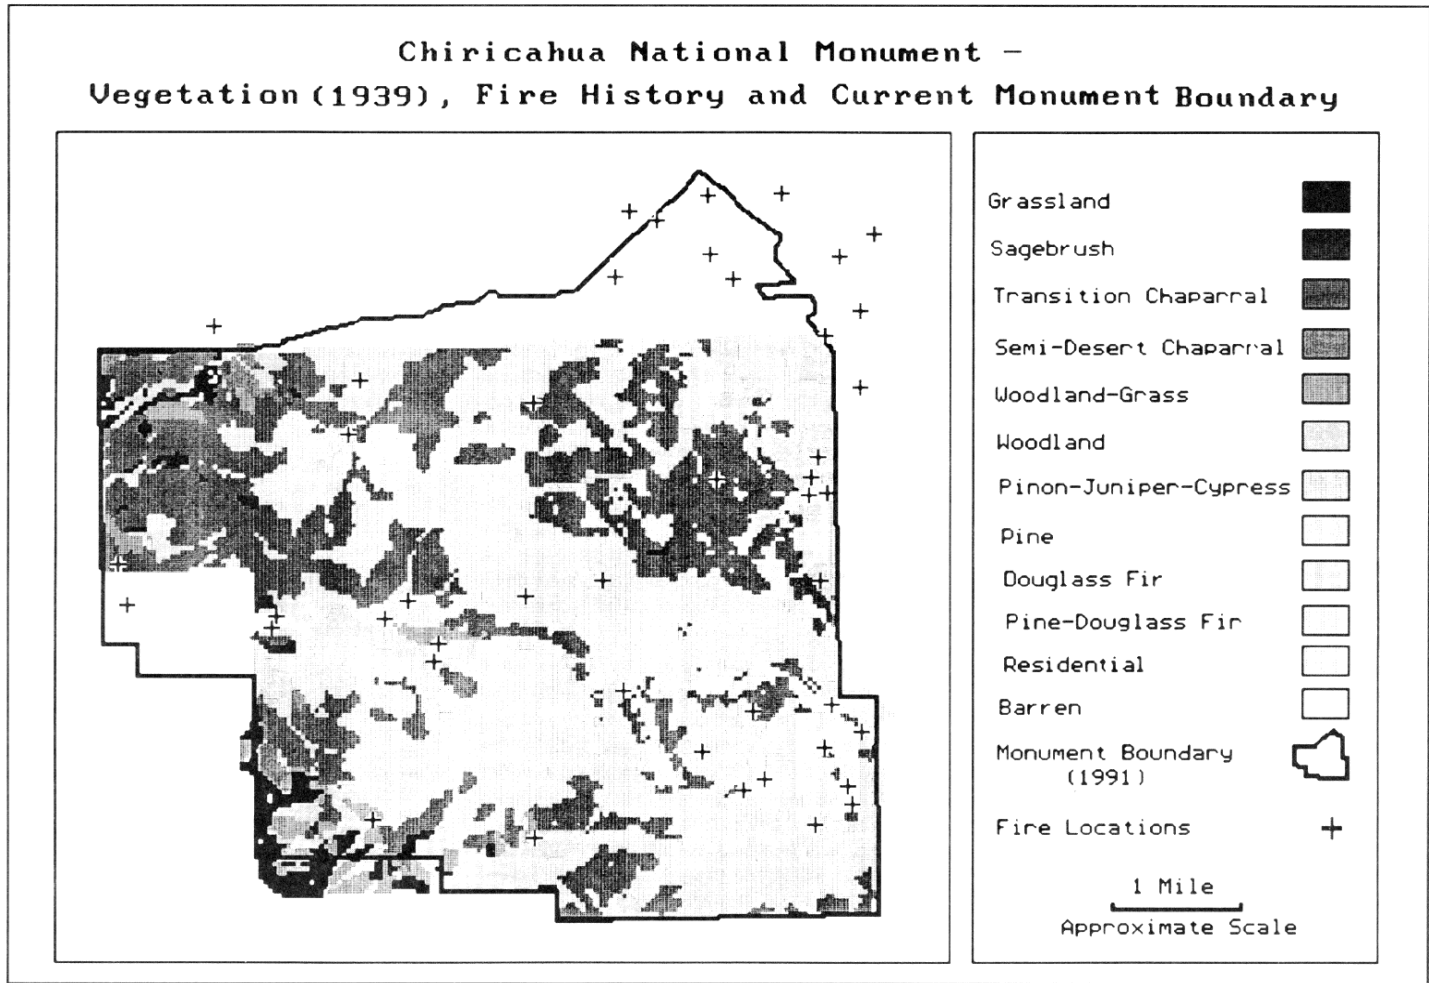 Chiricahua National Monument –
Vegetation (1939), Fire History and Current Monument Boundary
Grassland
Sagebrush
Transition Chaparral
Semi-Desert Chaparral
Woodland-Grass
Woodland
Pinon-Juniper-Cypress
Pine
Douglass Fir
Pine-Douglass Fir
Residential
Barren
Monument Boundary
(1991)
Fire Locations
1 Mile
Approximate Scale